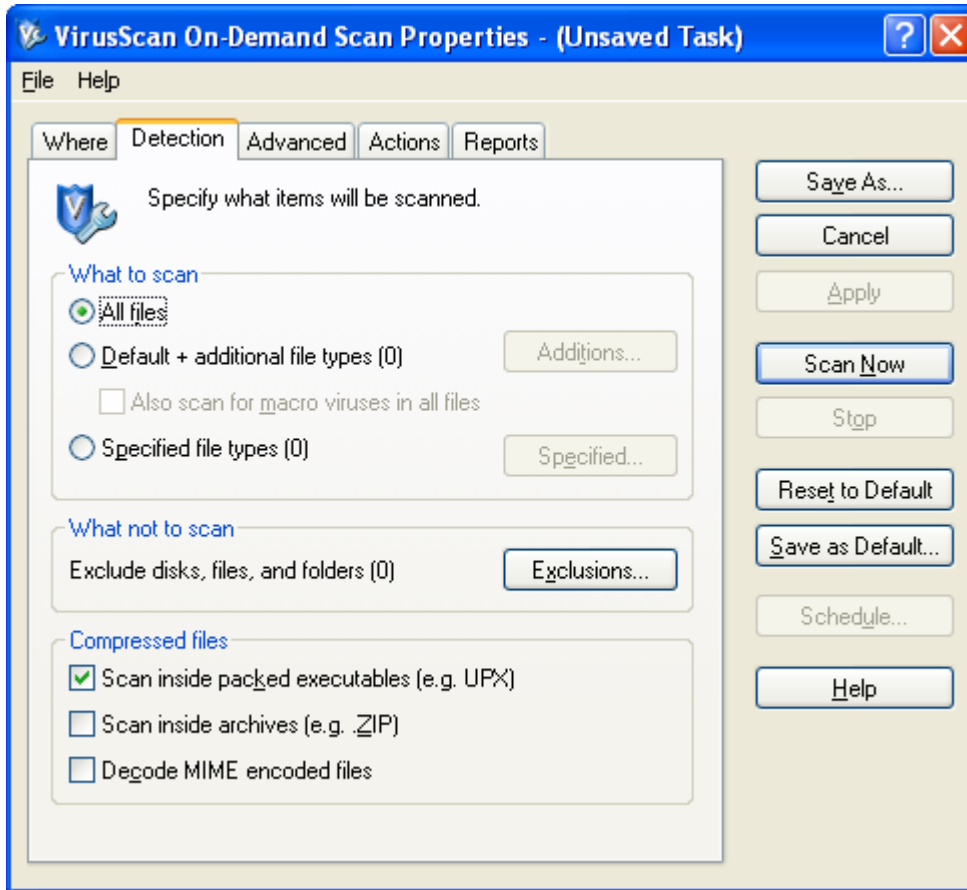 VirusScan On-Demand Scan Properties - (Unsaved Task)
File Help
Where Detection Advanced Actions Reports
Specify what items will be scanned.
What to scan
All files
Default + additional file types (0)
Additions...
Also scan for macro viruses in all files
Specified file types (0)
Specified...
What not to scan
Exclude disks, files, and folders (0)
Exclusions...
Compressed files
Scan inside packed executables (e.g. UPX)
Scan inside archives (e.g. .ZIP)
Decode MIME encoded files
Save As...
Cancel
Apply
Scan Now
Stop
Reset to Default
Save as Default...
Schedule...
Help